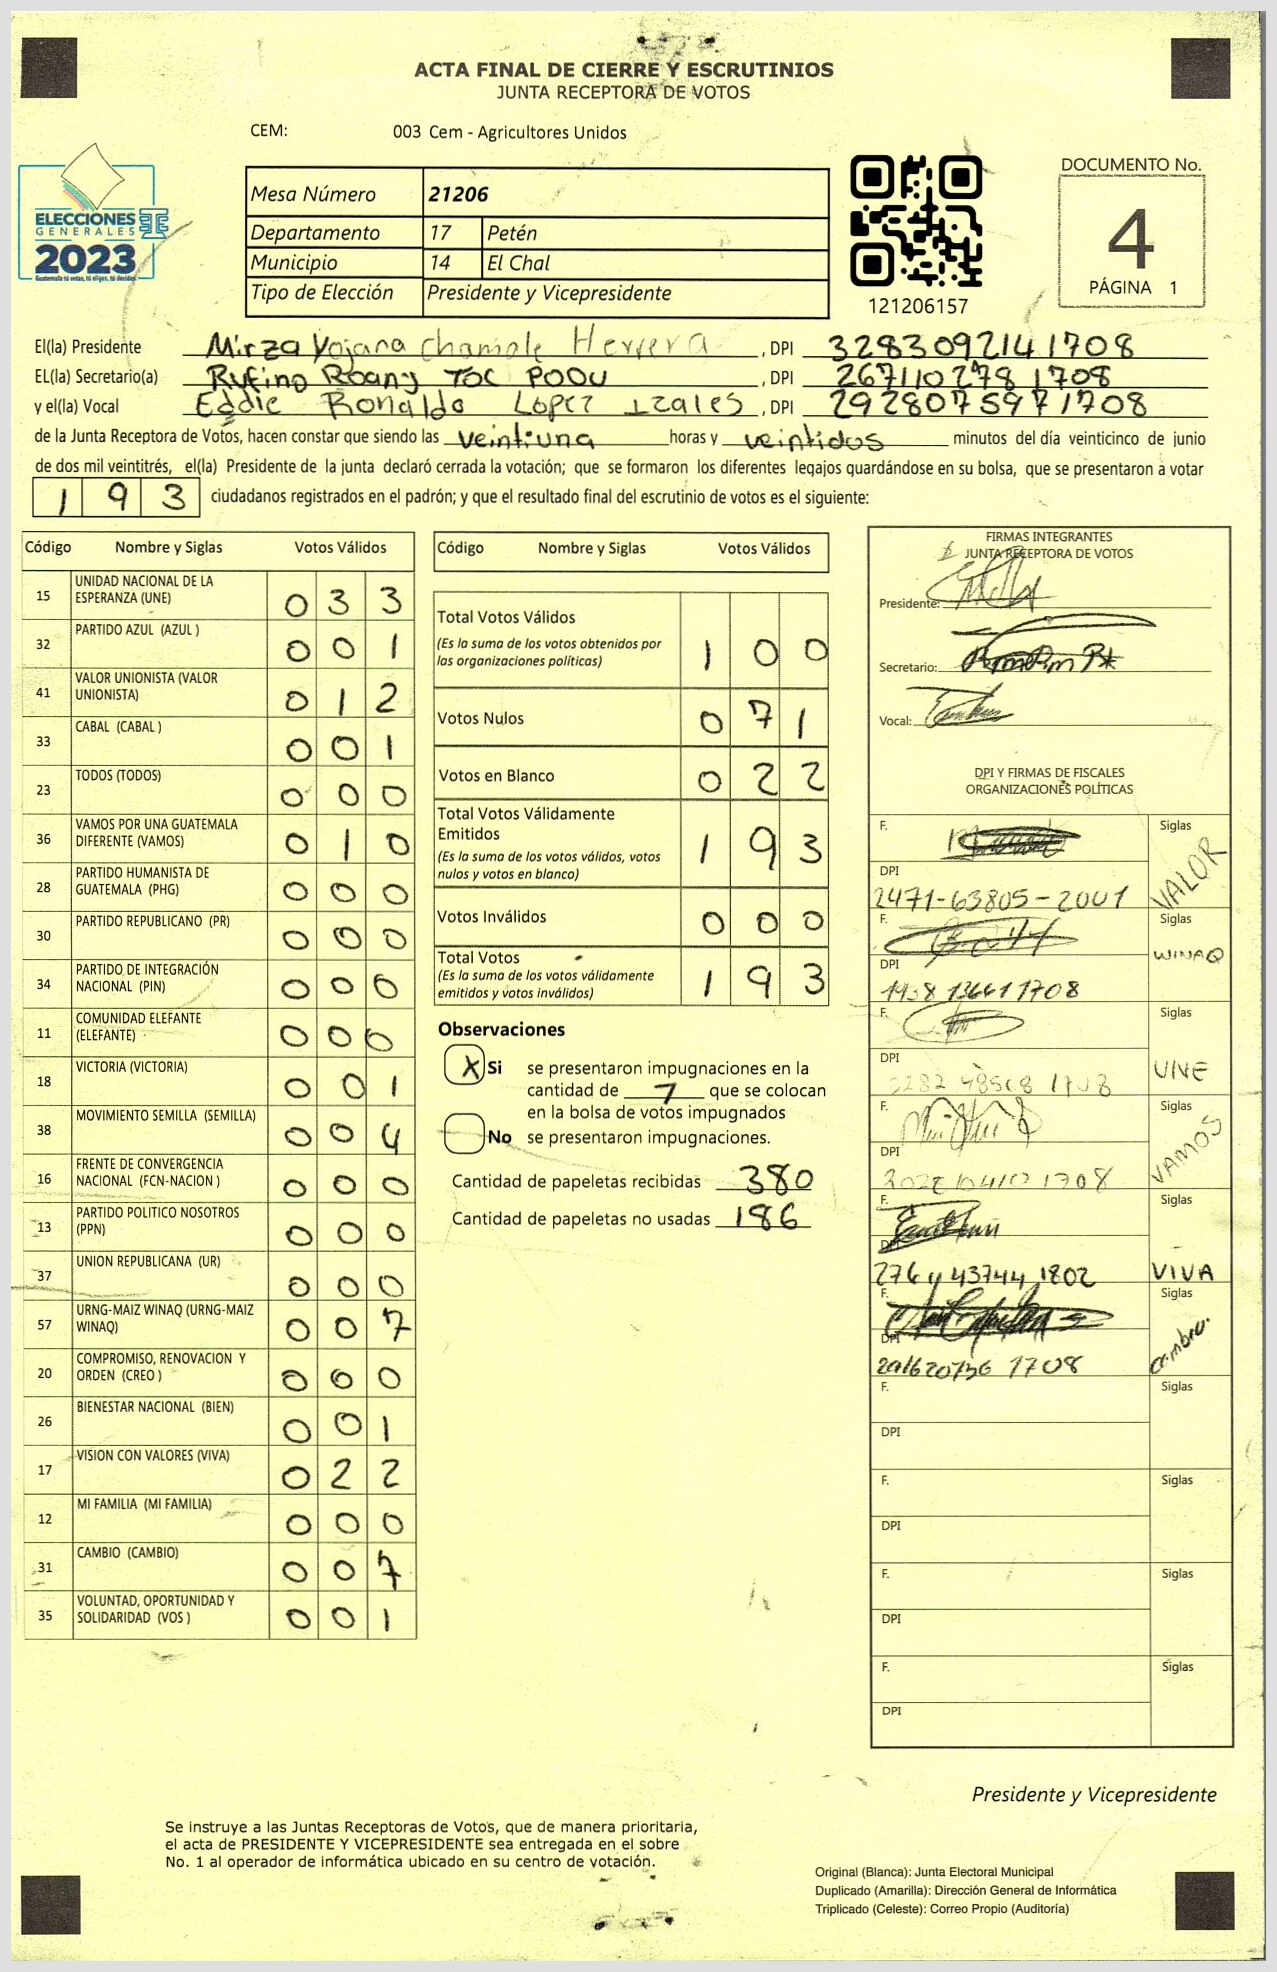 ACTA FINAL DE CIERRE Y ESCRUTINIOS
JUNTA RECEPTORA DE VOTOS
CEM: 003 Cem - Agricultores Unidos
ELECCIONES
GENERALES
2023
Guatemala tú votas, tú eliges, tú decides
Mesa Número 21206
Departamento 17 Petén
Municipio 14 El Chal
Tipo de Elección Presidente y Vicepresidente
121206157
DOCUMENTO No.
4
PÁGINA 1
El(la) Presidente Mirza Yojana Chamale Herrera, DPI 3283092141708
EL(la) Secretario(a) Rufino Roany TOC POOU, DPI 267110278 1708
y el(la) Vocal Eddie Ronaldo Lopez Izales, DPI 2928075971708
de la Junta Receptora de Votos, hacen constar que siendo las veintiuna horas y veintidos minutos del día veinticinco de junio
de dos mil veintitrés, el(la) Presidente de la junta declaró cerrada la votación; que se formaron los diferentes legajos guardándose en su bolsa, que se presentaron a votar
193 ciudadanos registrados en el padrón; y que el resultado final del escrutinio de votos es el siguiente:
Código Nombre y Siglas Votos Válidos
15 UNIDAD NACIONAL DE LA ESPERANZA (UNE) 0 3 3
32 PARTIDO AZUL (AZUL ) 0 0 1
41 VALOR UNIONISTA (VALOR UNIONISTA) 0 1 2
33 CABAL (CABAL ) 0 0 1
23 TODOS (TODOS) 0 0 0
36 VAMOS POR UNA GUATEMALA DIFERENTE (VAMOS) 0 1 0
28 PARTIDO HUMANISTA DE GUATEMALA (PHG) 0 0 0
30 PARTIDO REPUBLICANO (PR) 0 0 0
34 PARTIDO DE INTEGRACIÓN NACIONAL (PIN) 0 0 0
11 COMUNIDAD ELEFANTE (ELEFANTE) 0 0 0
18 VICTORIA (VICTORIA) 0 0 1
38 MOVIMIENTO SEMILLA (SEMILLA) 0 0 4
16 FRENTE DE CONVERGENCIA NACIONAL (FCN-NACION ) 0 0 0
13 PARTIDO POLITICO NOSOTROS (PPN) 0 0 0
37 UNION REPUBLICANA (UR) 0 0 0
57 URNG-MAIZ WINAQ (URNG-MAIZ WINAQ) 0 0 7
20 COMPROMISO, RENOVACION Y ORDEN (CREO ) 0 0 0
26 BIENESTAR NACIONAL (BIEN) 0 0 1
17 VISION CON VALORES (VIVA) 0 2 2
12 MI FAMILIA (MI FAMILIA) 0 0 0
31 CAMBIO (CAMBIO) 0 0 7
35 VOLUNTAD, OPORTUNIDAD Y SOLIDARIDAD (VOS ) 0 0 1
Código Nombre y Siglas Votos Válidos
Total Votos Válidos 1 0 0
(Es la suma de los votos obtenidos por
las organizaciones políticas)
Votos Nulos 0 7 1
Votos en Blanco 0 2 2
Total Votos Válidamente
Emitidos 1 9 3
(Es la suma de los votos válidos, votos
nulos y votos en blanco)
Votos Inválidos 0 0 0
Total Votos 1 9 3
(Es la suma de los votos válidamente
emitidos y votos inválidos)
Observaciones
X Si se presentaron impugnaciones en la
cantidad de 7 que se colocan
en la bolsa de votos impugnados
No se presentaron impugnaciones.
Cantidad de papeletas recibidas 380
Cantidad de papeletas no usadas 186
FIRMAS INTEGRANTES
JUNTA RECEPTORA DE VOTOS
Presidente:
Secretario:
Vocal:
DPI Y FIRMAS DE FISCALES
ORGANIZACIONES POLÍTICAS
F. Siglas VALOR
DPI
2471-63805-2001
F. Siglas WINAQ
DPI
F. Siglas UNE
DPI
F. Siglas VAMOS
DPI
F. Siglas VIVA
DPI
2764 43744 1802
F. Siglas cambio.
DPI
F. Siglas
DPI
F. Siglas
DPI
F. Siglas
DPI
F. Siglas
DPI
Presidente y Vicepresidente
Se instruye a las Juntas Receptoras de Votos, que de manera prioritaria,
el acta de PRESIDENTE Y VICEPRESIDENTE sea entregada en el sobre
No. 1 al operador de informática ubicado en su centro de votación.
Original (Blanca): Junta Electoral Municipal
Duplicado (Amarilla): Dirección General de Informática
Triplicado (Celeste): Correo Propio (Auditoría)